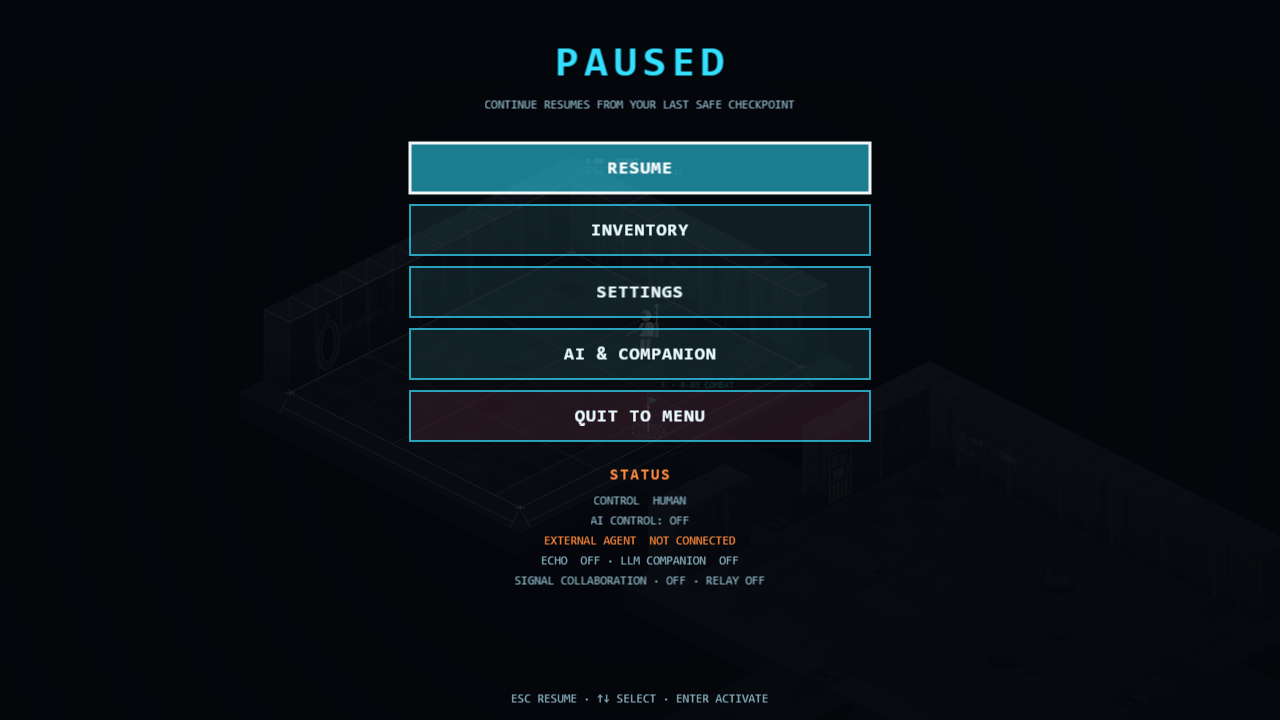 PAUSED
CONTINUE RESUMES FROM YOUR LAST SAFE CHECKPOINT
RESUME
INVENTORY
SETTINGS
AI & COMPANION
F - R-03 COMBAT
QUIT TO MENU
STATUS
CONTROL HUMAN
AI CONTROL: OFF
EXTERNAL AGENT NOT CONNECTED
ECHO OFF · LLM COMPANION OFF
SIGNAL COLLABORATION · OFF · RELAY OFF
ESC RESUME · ↑↓ SELECT · ENTER ACTIVATE